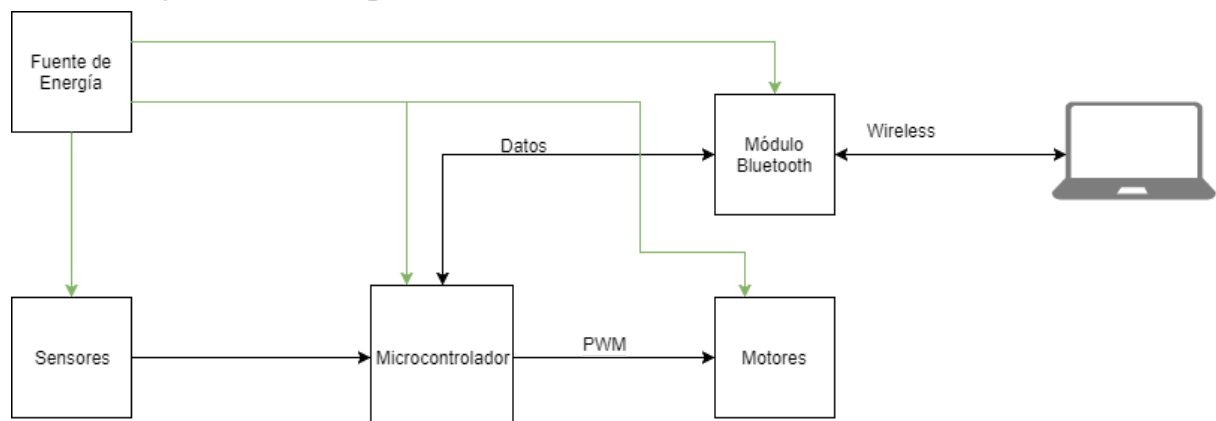 Fuente de
Energía
Wireless
Datos
Módulo
Bluetooth
Sensores
Microcontrolador
PWM
Motores